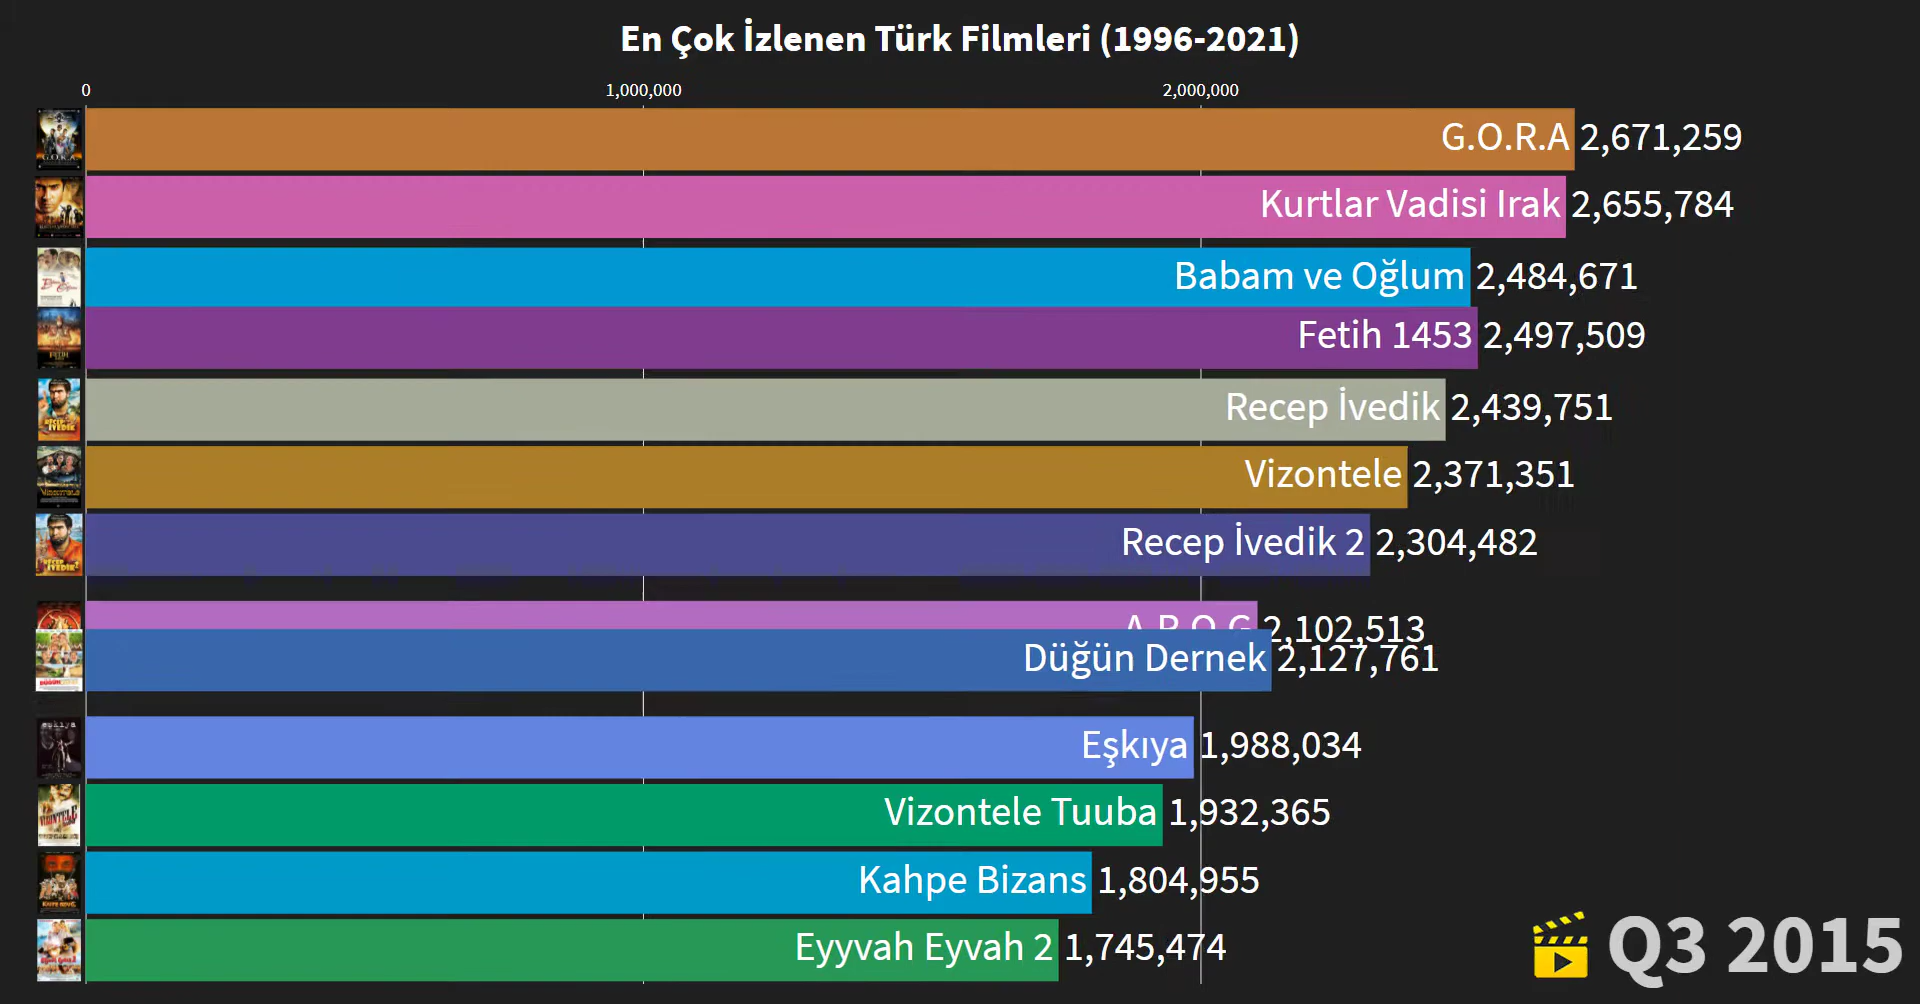 En Çok İzlenen Türk Filmleri (1996-2021)
0 1,000,000 2,000,000
G.O.R.A 2,671,259
Kurtlar Vadisi Irak 2,655,784
Babam ve Oğlum 2,484,671
Fetih 1453 2,497,509
Recep İvedik 2,439,751
Vizontele 2,371,351
Recep İvedik 2 2,304,482
A.R.O.G 2,102,513
Düğün Dernek 2,127,761
Eşkıya 1,988,034
Vizontele Tuuba 1,932,365
Kahpe Bizans 1,804,955
Eyyvah Eyvah 2 1,745,474
Q3 2015